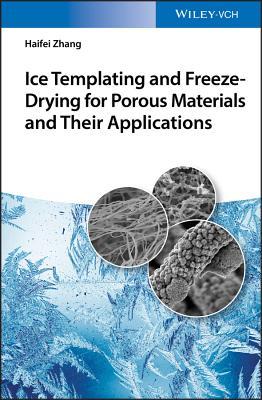 WILEY-VCH
Haifei Zhang
Ice Templating and Freeze-
Drying for Porous Materials
and Their Applications